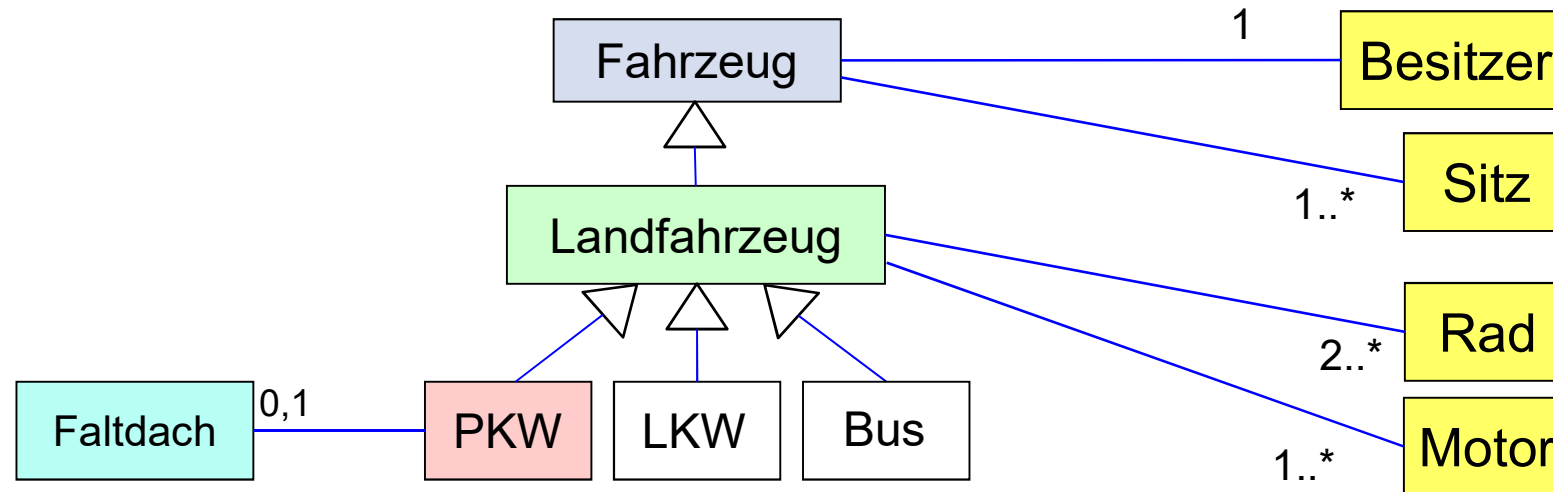 Fahrzeug
1
Besitzer
Sitz
1..*
Landfahrzeug
Rad
2..*
Faltdach
0,1
PKW
LKW
Bus
Motor
1..*